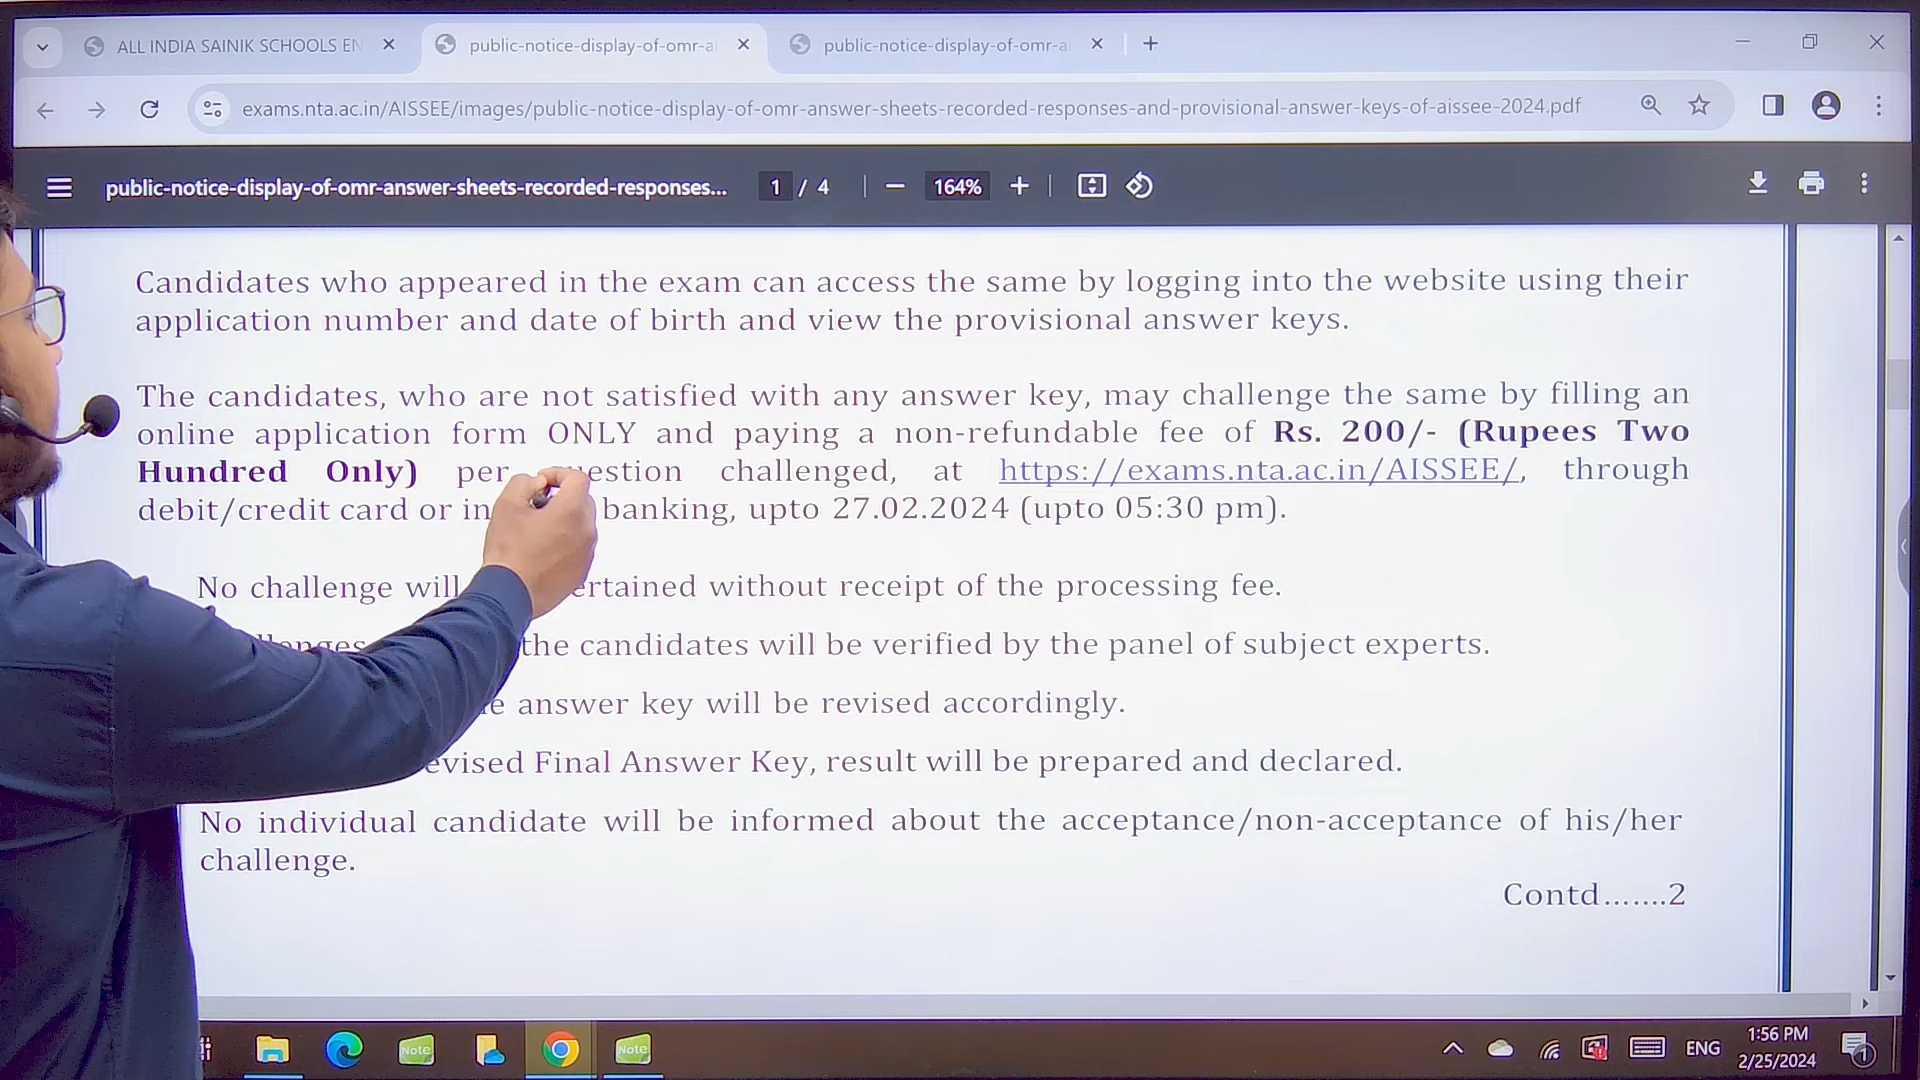 ALL INDIA SAINIK SCHOOLS EN
public-notice-display-of-omr-a
public-notice-display-of-omr-a
exams.nta.ac.in/AISSEE/images/public-notice-display-of-omr-answer-sheets-recorded-responses-and-provisional-answer-keys-of-aissee-2024.pdf
public-notice-display-of-omr-answer-sheets-recorded-responses... 1 / 4 164%
Candidates who appeared in the exam can access the same by logging into the website using their
application number and date of birth and view the provisional answer keys.
The candidates, who are not satisfied with any answer key, may challenge the same by filling an
online application form ONLY and paying a non-refundable fee of Rs. 200/- (Rupees Two
Hundred Only) per estion challenged, at https://exams.nta.ac.in/AISSEE/, through
debit/credit card or in banking, upto 27.02.2024 (upto 05:30 pm).
No challenge will ertained without receipt of the processing fee.
the candidates will be verified by the panel of subject experts.
answer key will be revised accordingly.
evised Final Answer Key, result will be prepared and declared.
No individual candidate will be informed about the acceptance/non-acceptance of his/her
challenge.
Contd.......2
Note
Note
ENG
1:56 PM
2/25/2024
1